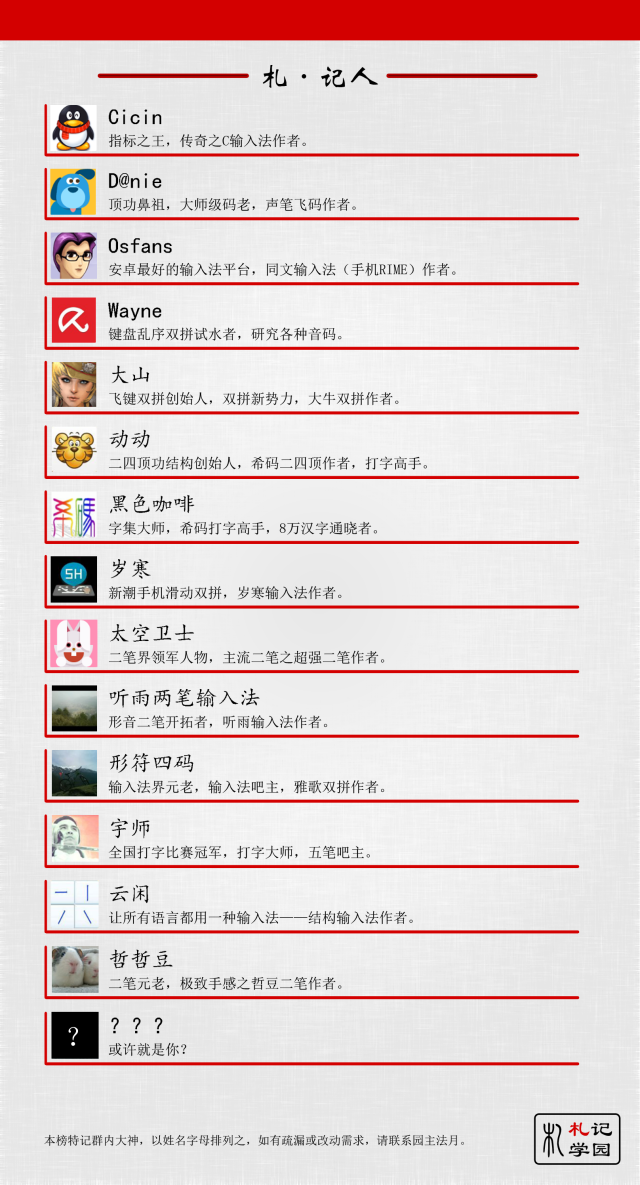 札·记人
Cicin
指标之王，传奇之C输入法作者。
D@nie
顶功鼻祖，大师级码老，声笔飞码作者。
Osfans
安卓最好的输入法平台，同文输入法（手机RIME）作者。
Wayne
键盘乱序双拼试水者，研究各种音码。
大山
飞键双拼创始人，双拼新势力，大牛双拼作者。
动动
二四顶功结构创始人，希码二四顶作者，打字高手。
黑色咖啡
字集大师，希码打字高手，8万汉字通晓者。
SH
岁寒
新潮手机滑动双拼，岁寒输入法作者。
太空卫士
二笔界领军人物，主流二笔之超强二笔作者。
听雨两笔输入法
形音二笔开拓者，听雨输入法作者。
形符四码
输入法界元老，输入法吧主，雅歌双拼作者。
宇师
全国打字比赛冠军，打字大师，五笔吧主。
云闲
让所有语言都用一种输入法——结构输入法作者。
哲哲豆
二笔元老，极致手感之哲豆二笔作者。
?
？？？
或许就是你？
本榜特记群内大神，以姓名字母排列之，如有疏漏或改动需求，请联系园主法月。
札 札记
学园